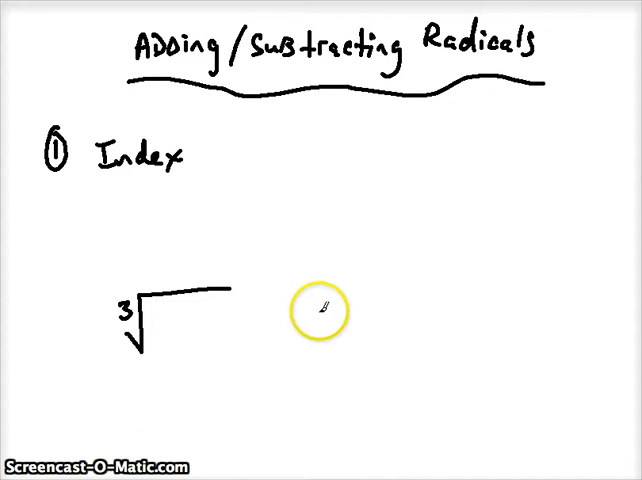 Adding/Subtracting Radicals
① Index
3√
Screencast-O-Matic.com